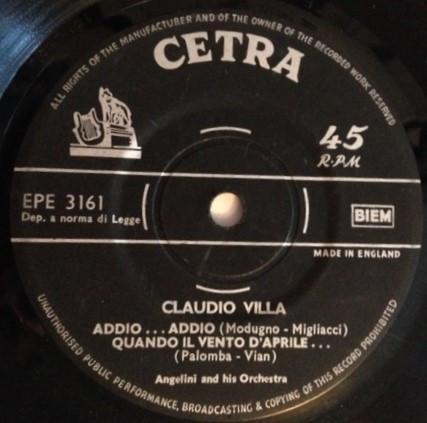 ALL RIGHTS OF THE MANUFACTURER AND OF THE OWNER OF THE RECORDED WORK RESERVED
CETRA
45
R·P·M
EPE 3161
Dep. a norma di Legge
BIEM
MADE IN ENGLAND
CLAUDIO VILLA
ADDIO . . . ADDIO (Modugno - Migliacci)
QUANDO IL VENTO D'APRILE . . .
(Palomba - Vian)
Angelini and his Orchestra
UNAUTHORISED PUBLIC PERFORMANCE, BROADCASTING & COPYING OF THIS RECORD PROHIBITED